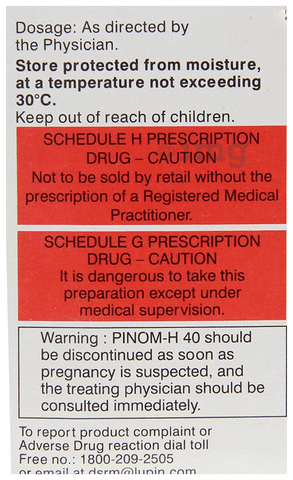 Dosage: As directed by
the Physician.
Store protected from moisture,
at a temperature not exceeding
30°C.
Keep out of reach of children.
SCHEDULE H PRESCRIPTION
DRUG – CAUTION
Not to be sold by retail without the
prescription of a Registered Medical
Practitioner.
SCHEDULE G PRESCRIPTION
DRUG – CAUTION
It is dangerous to take this
preparation except under
medical supervision.
Warning : PINOM-H 40 should
be discontinued as soon as
pregnancy is suspected, and
the treating physician should be
consulted immediately.
To report product complaint or
Adverse Drug reaction dial toll
Free no.: 1800-209-2505
or email at dsrm@lupin.com